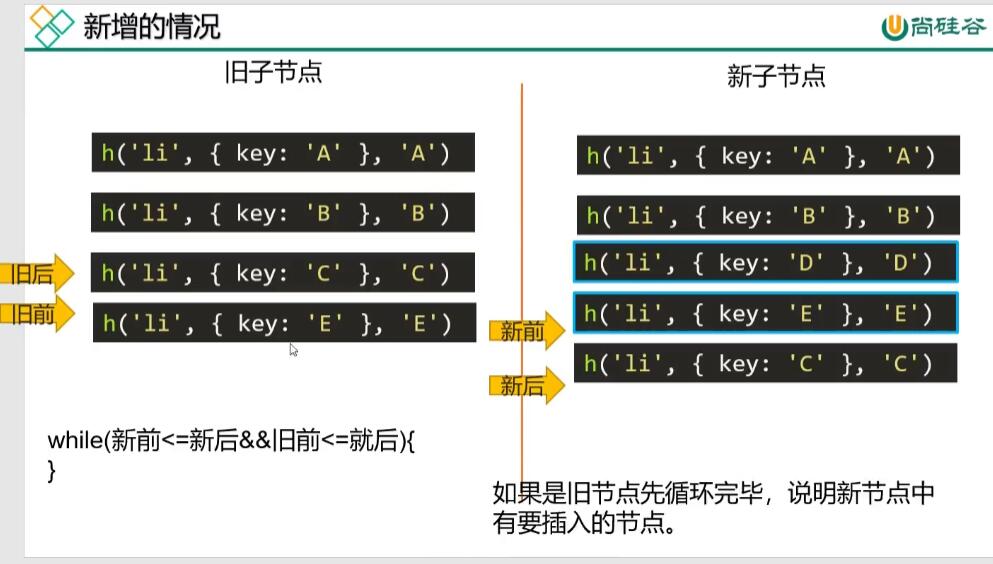 新增的情况
尚硅谷
旧子节点
新子节点
h('li', { key: 'A' }, 'A')
h('li', { key: 'B' }, 'B')
旧后
h('li', { key: 'C' }, 'C')
旧前
h('li', { key: 'E' }, 'E')
h('li', { key: 'A' }, 'A')
h('li', { key: 'B' }, 'B')
h('li', { key: 'D' }, 'D')
h('li', { key: 'E' }, 'E')
新前
h('li', { key: 'C' }, 'C')
新后
while(新前<=新后&&旧前<=就后){
}
如果是旧节点先循环完毕，说明新节点中
有要插入的节点。